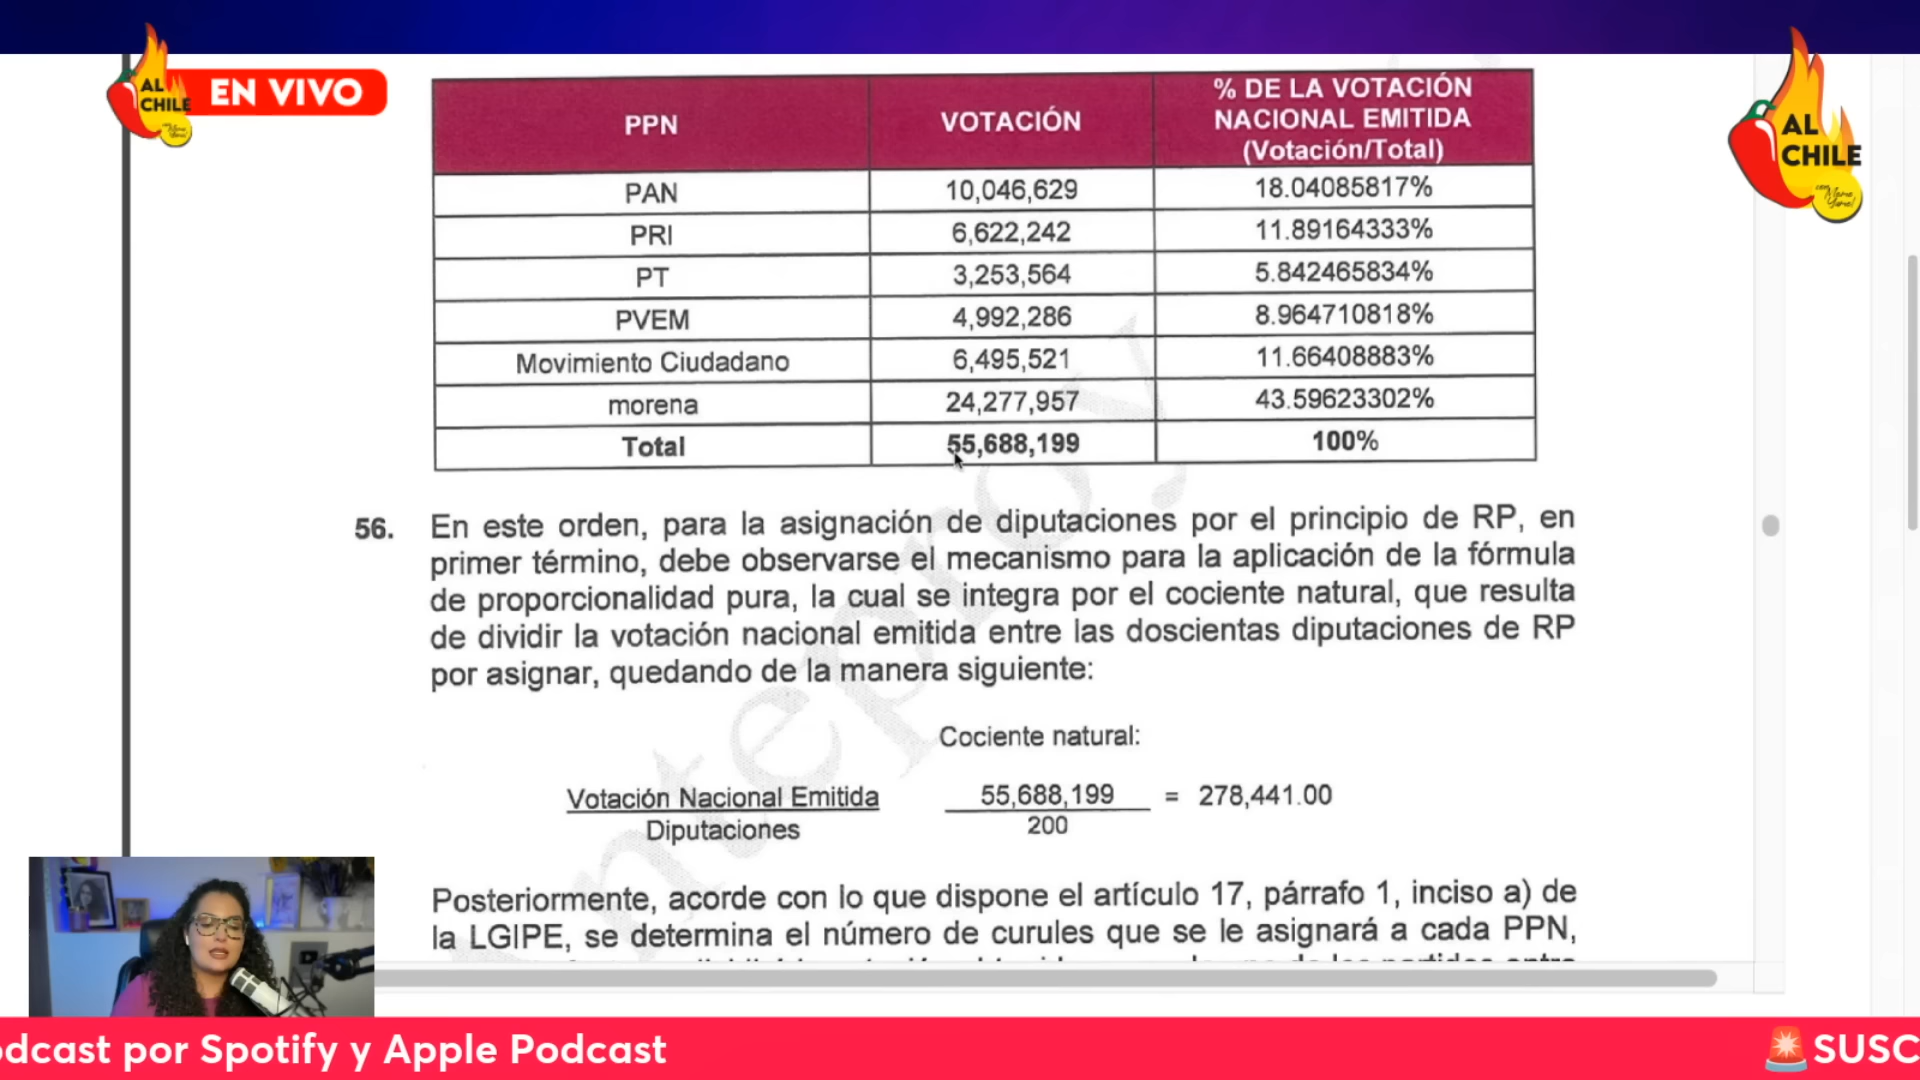 AL
CHILE
EN VIVO
AL
CHILE
PPN
VOTACIÓN
% DE LA VOTACIÓN
NACIONAL EMITIDA
(Votación/Total)
PAN 10,046,629 18.04085817%
PRI 6,622,242 11.89164333%
PT 3,253,564 5.842465834%
PVEM 4,992,286 8.964710818%
Movimiento Ciudadano 6,495,521 11.66408883%
morena 24,277,957 43.59623302%
Total 55,688,199 100%
56. En este orden, para la asignación de diputaciones por el principio de RP, en
primer término, debe observarse el mecanismo para la aplicación de la fórmula
de proporcionalidad pura, la cual se integra por el cociente natural, que resulta
de dividir la votación nacional emitida entre las doscientas diputaciones de RP
por asignar, quedando de la manera siguiente:
Cociente natural:
Votación Nacional Emitida 55,688,199 = 278,441.00
Diputaciones 200
Posteriormente, acorde con lo que dispone el artículo 17, párrafo 1, inciso a) de
la LGIPE, se determina el número de curules que se le asignará a cada PPN,
odcast por Spotify y Apple Podcast
SUSC